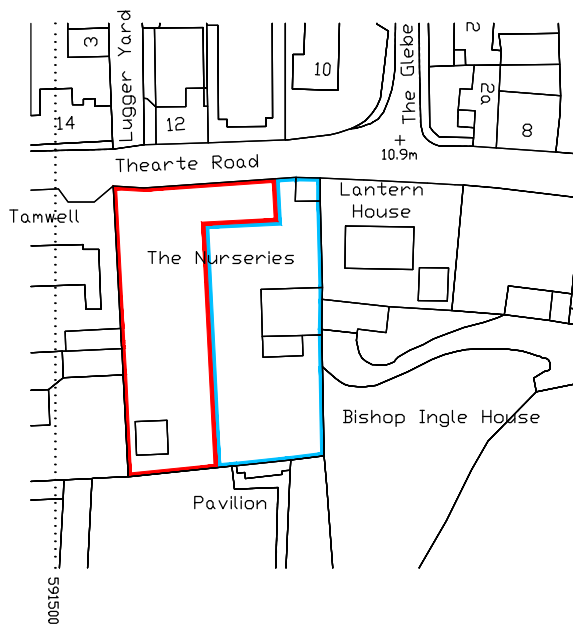 3
Lugger Yard
10
The Glebe
2
2a
14
12
8
10.9m
Thearte Road
Lantern
House
Tamwell
The Nurseries
Bishop Ingle House
Pavilion
591500